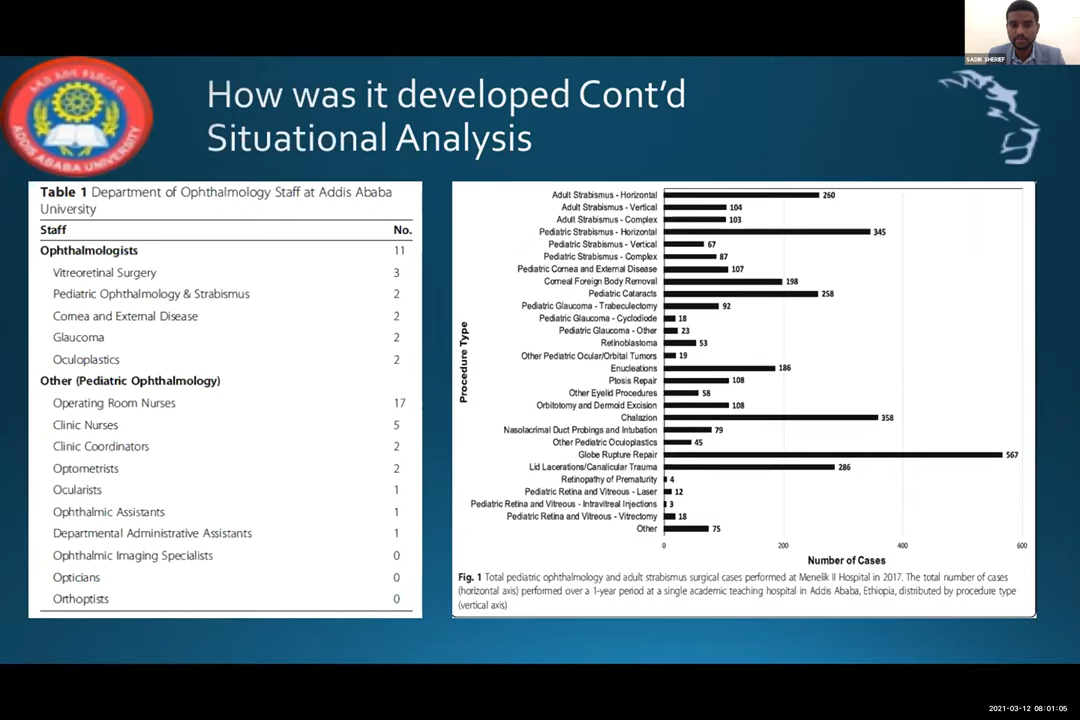 SADIK SHERIEF
ADDIS ABABA UNIVERSITY
How was it developed Cont'd
Situational Analysis
Table 1 Department of Ophthalmology Staff at Addis Ababa
University
Staff No.
Ophthalmologists 11
Vitreoretinal Surgery 3
Pediatric Ophthalmology & Strabismus 2
Cornea and External Disease 2
Glaucoma 2
Oculoplastics 2
Other (Pediatric Ophthalmology)
Operating Room Nurses 17
Clinic Nurses 5
Clinic Coordinators 2
Optometrists 2
Ocularists 1
Ophthalmic Assistants 1
Departmental Administrative Assistants 1
Ophthalmic Imaging Specialists 0
Opticians 0
Orthoptists 0
Procedure Type
Adult Strabismus - Horizontal 260
Adult Strabismus - Vertical 104
Adult Strabismus - Complex 103
Pediatric Strabismus - Horizontal 345
Pediatric Strabismus - Vertical 67
Pediatric Strabismus - Complex 87
Pediatric Cornea and External Disease 107
Corneal Foreign Body Removal 198
Pediatric Cataracts 258
Pediatric Glaucoma - Trabeculectomy 92
Pediatric Glaucoma - Cyclodiode 18
Pediatric Glaucoma - Other 23
Retinoblastoma 53
Other Pediatric Ocular/Orbital Tumors 19
Enucleations 186
Ptosis Repair 108
Other Eyelid Procedures 58
Orbitotomy and Dermoid Excision 108
Chalazion 358
Nasolacrimal Duct Probings and Intubation 79
Other Pediatric Oculoplastics 45
Globe Rupture Repair 567
Lid Lacerations/Canalicular Trauma 286
Retinopathy of Prematurity 4
Pediatric Retina and Vitreous - Laser 12
Pediatric Retina and Vitreous - Intravitreal Injections 3
Pediatric Retina and Vitreous - Vitrectomy 18
Other 75
0 200 400 600
Number of Cases
Fig. 1 Total pediatric ophthalmology and adult strabismus surgical cases performed at Menelik II Hospital in 2017. The total number of cases
(horizontal axis) performed over a 1-year period at a single academic teaching hospital in Addis Ababa, Ethiopia, distributed by procedure type
(vertical axis)
2021-03-12 08:01:05